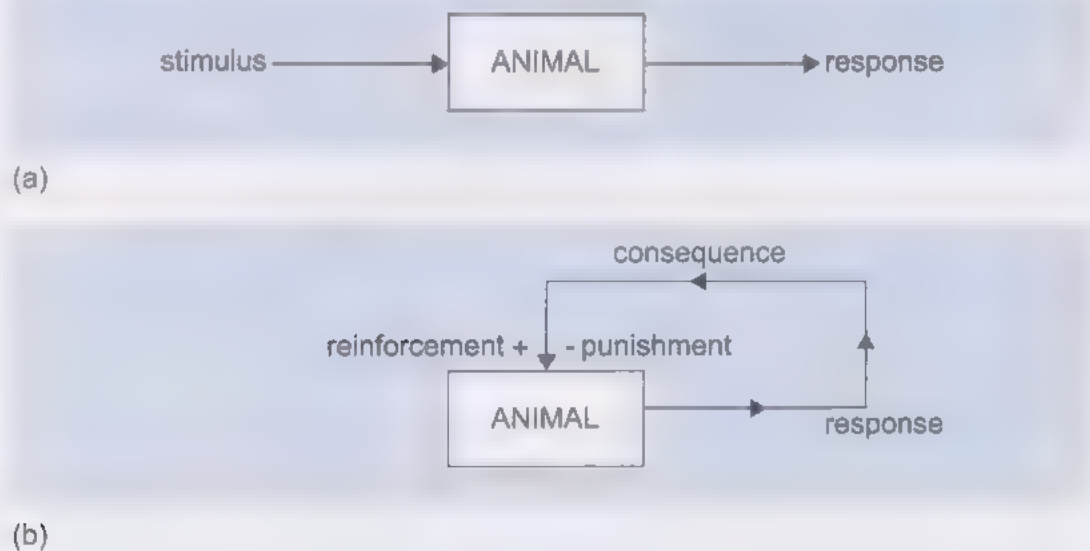 stimulus ANIMAL response
(a)
consequence
reinforcement + - punishment
ANIMAL
response
(b)